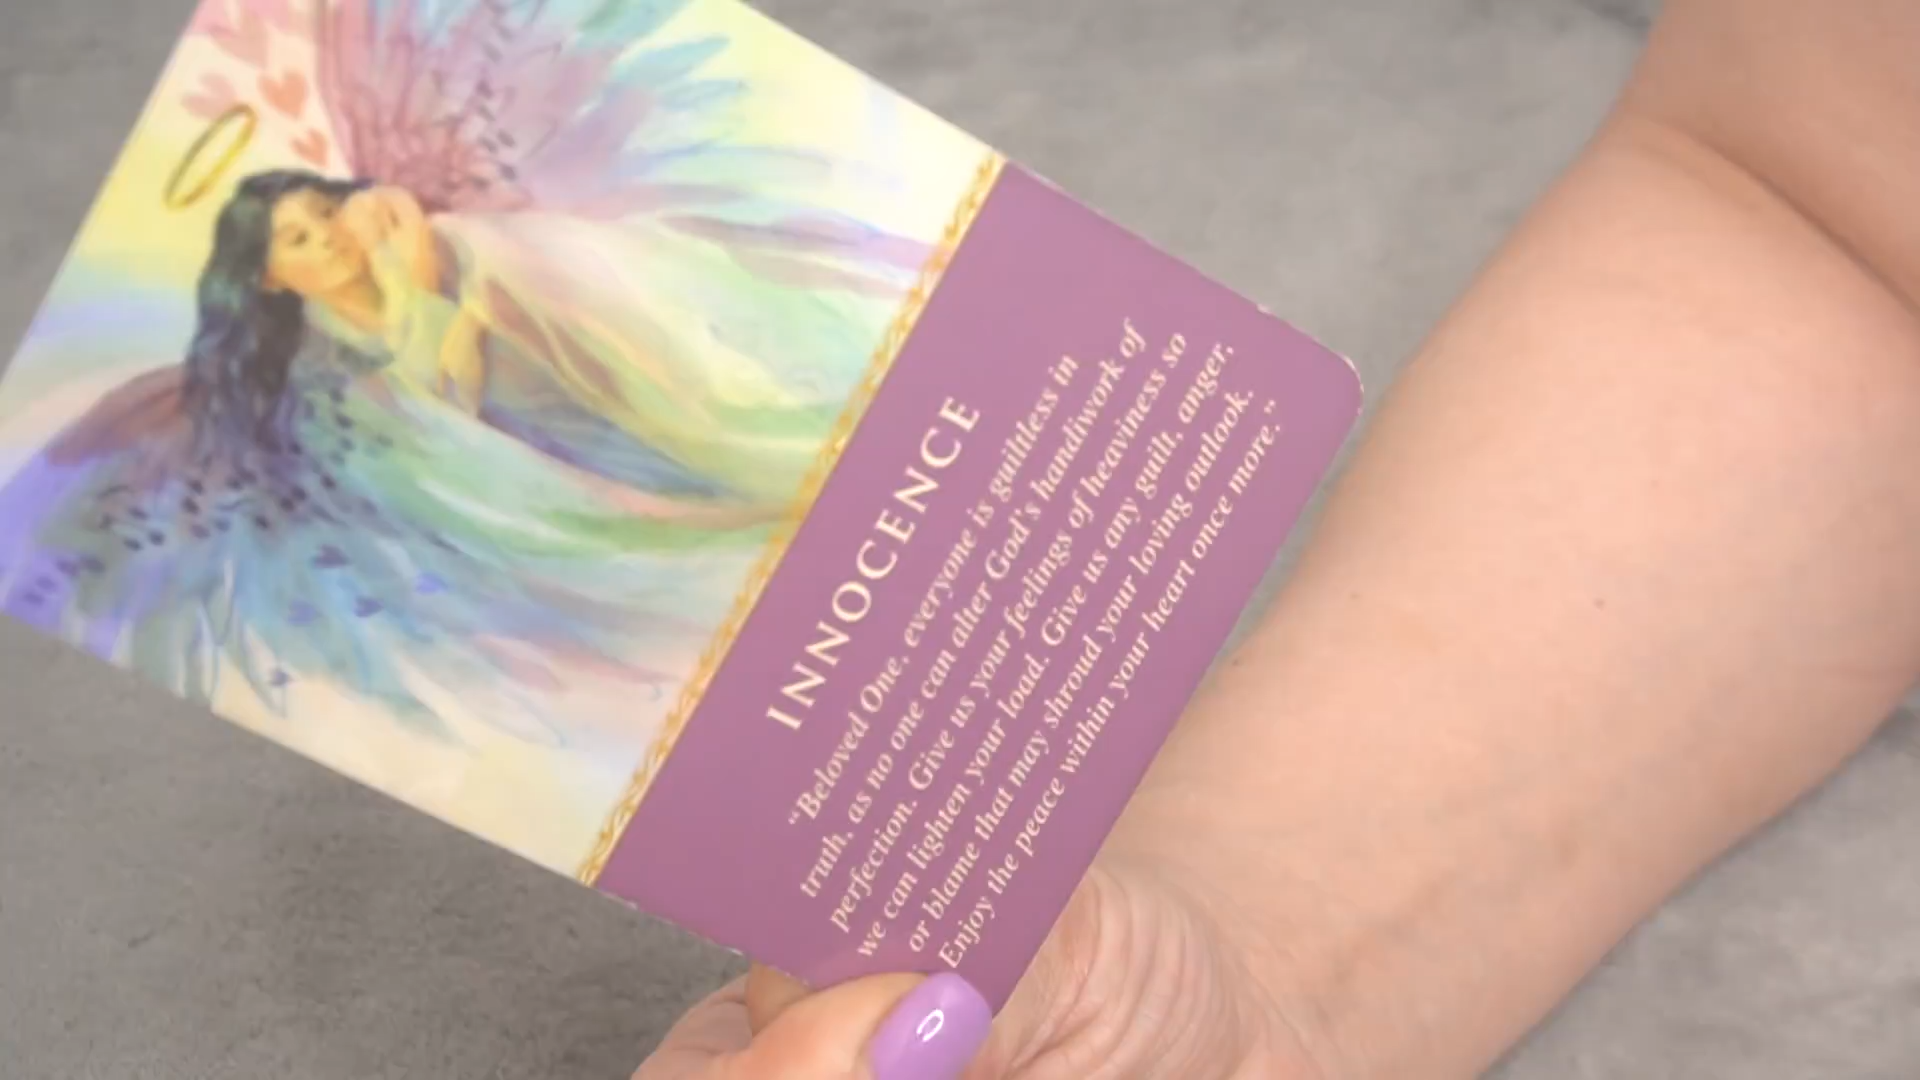 INNOCENCE
“Beloved One, everyone is guiltless in
truth, as no one can alter God’s handiwork of
perfection. Give us your feelings of heaviness so
we can lighten your load. Give us any guilt, anger,
or blame that may shroud your loving outlook.
Enjoy the peace within your heart once more.”